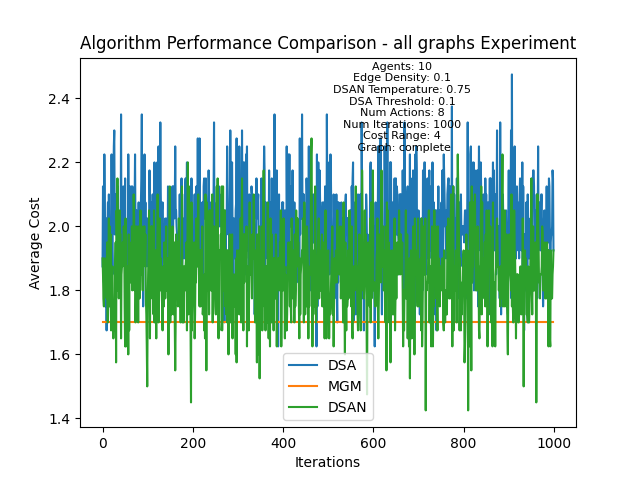 Algorithm Performance Comparison - all graphs Experiment
Agents: 10
Edge Density: 0.1
DSAN Temperature: 0.75
DSA Threshold: 0.1
Num Actions: 8
Num Iterations: 1000
Cost Range: 4
Graph: complete
Average Cost
2.4
2.2
2.0
1.8
1.6
1.4
DSA
MGM
DSAN
0
200
400
600
800
1000
Iterations